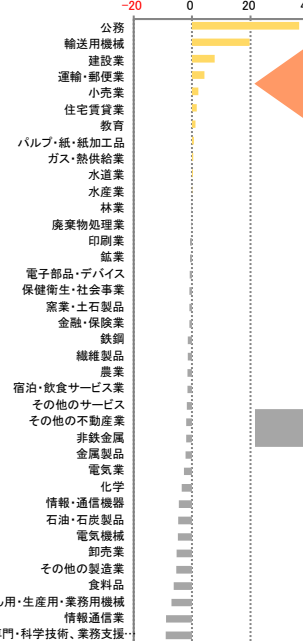 −20 0 20
公務
輸送用機械
建設業
運輸・郵便業
小売業
住宅賃貸業
教育
パルプ・紙・紙加工品
ガス・熱供給業
水道業
水産業
林業
廃棄物処理業
印刷業
鉱業
電子部品・デバイス
保健衛生・社会事業
窯業・土石製品
金融・保険業
鉄鋼
繊維製品
農業
宿泊・飲食サービス業
その他のサービス
その他の不動産業
非鉄金属
金属製品
電気業
化学
情報・通信機器
石油・石炭製品
電気機械
卸売業
その他の製造業
食料品
用・生産用・業務用機械
情報通信業
門・科学技術、業務支援…